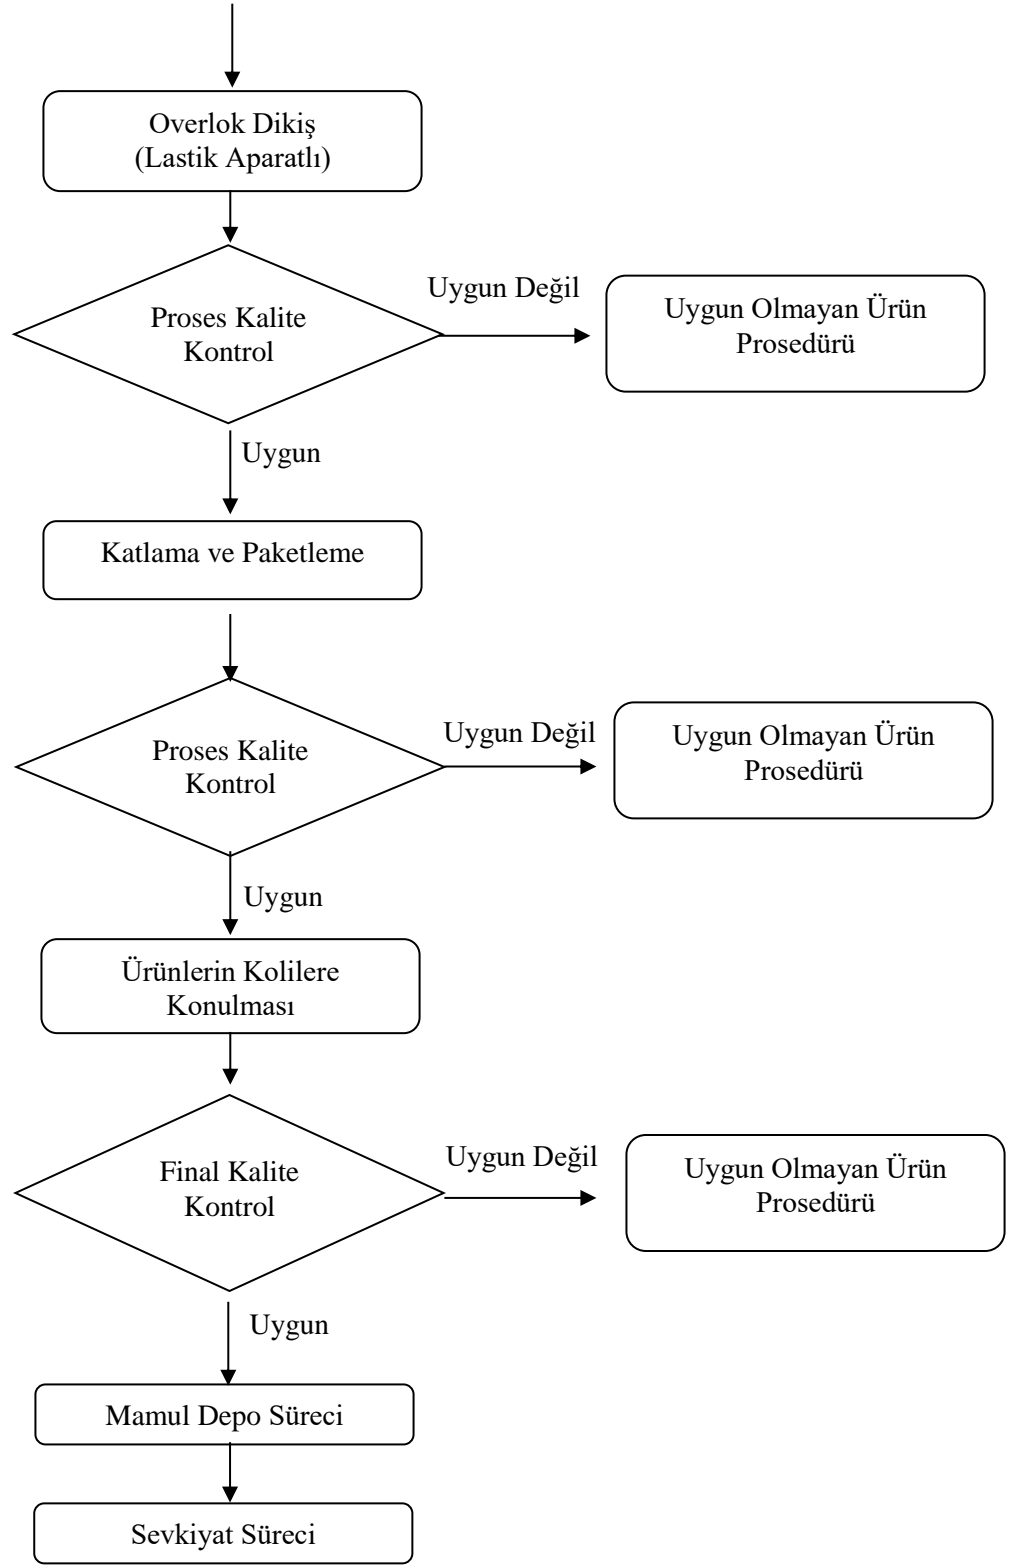 Overlok Dikiş
(Lastik Aparatlı)
Proses Kalite
Kontrol
Uygun Değil
Uygun Olmayan Ürün
Prosedürü
Uygun
Katlama ve Paketleme
Proses Kalite
Kontrol
Uygun Değil
Uygun Olmayan Ürün
Prosedürü
Uygun
Ürünlerin Kolilere
Konulması
Final Kalite
Kontrol
Uygun Değil
Uygun Olmayan Ürün
Prosedürü
Uygun
Mamul Depo Süreci
Sevkiyat Süreci